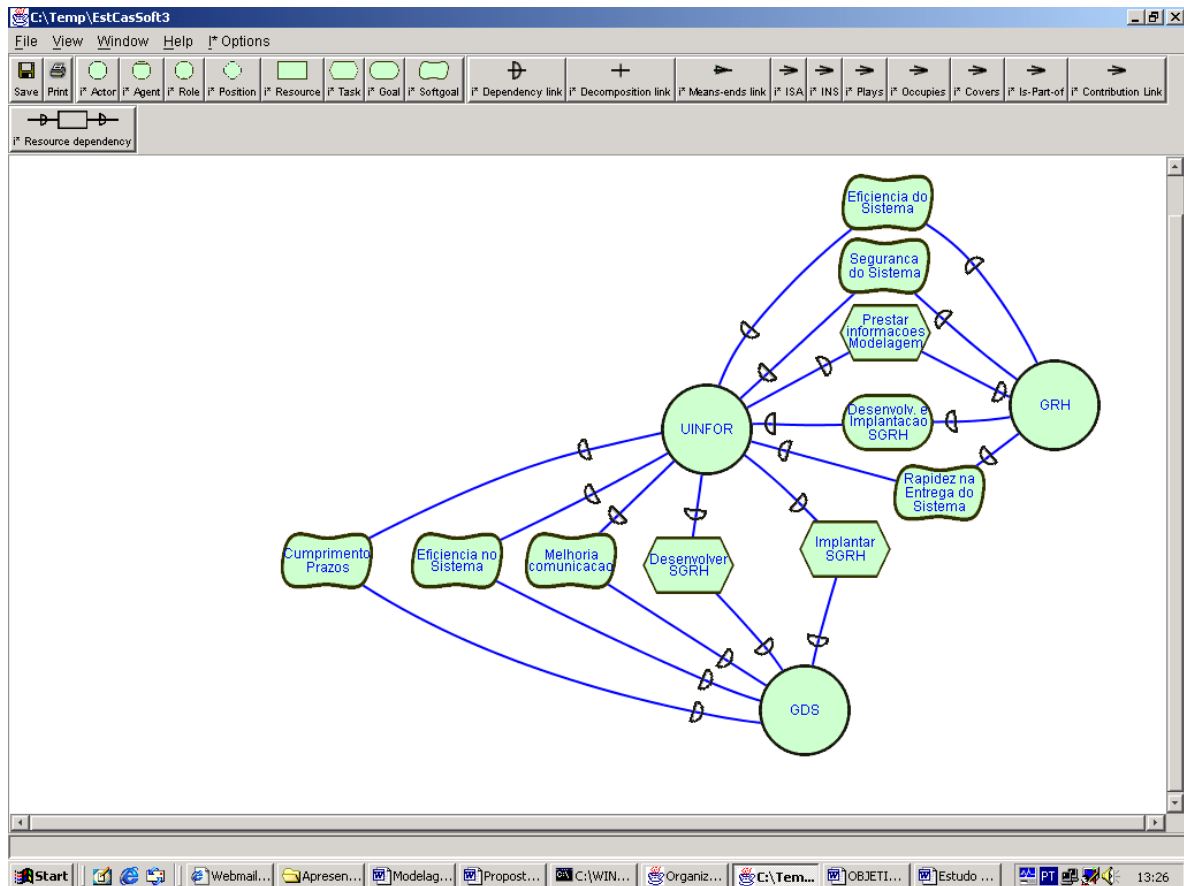 C:\Temp\EstCasSoft3
File View Window Help I* Options
Save Print i* Actor i* Agent i* Role i* Position i* Resource i* Task i* Goal i* Softgoal i* Dependency link i* Decomposition link i* Means-ends link i* ISA i* INS i* Plays i* Occupies i* Covers i* Is-Part-of i* Contribution Link
i* Resource dependency
Eficiencia do
Sistema
Seguranca
do Sistema
Prestar
informacoes
Modelagem
GRH
UINFOR
Desenvolv. e
Implantacao
SGRH
Rapidez na
Entrega do
Sistema
Cumprimento
Prazos
Eficiencia no
Sistema
Melhoria
comunicacao
Desenvolver
SGRH
Implantar
SGRH
GDS
Start Webmail... Apresen... Modelag... Propost... C:\WIN... Organiz... C:\Tem... OBJETI... Estudo ... PT 13:26